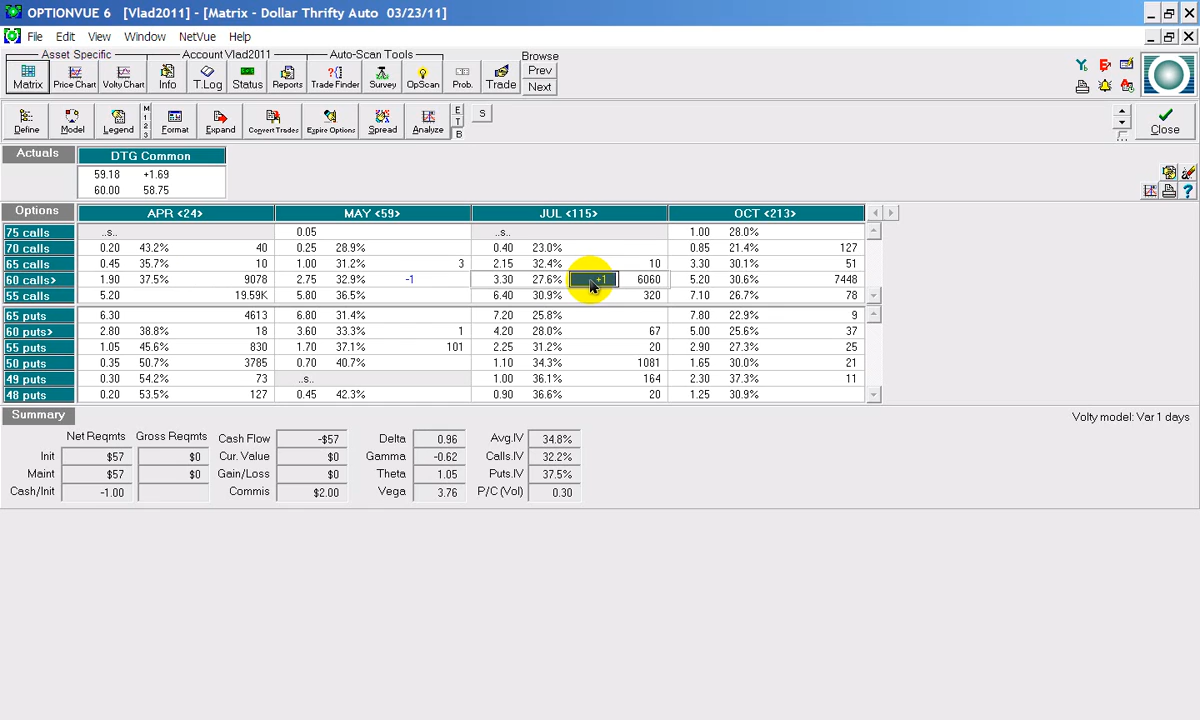 OPTIONVUE 6 [Vlad2011] - [Matrix - Dollar Thrifty Auto 03/23/11]
File Edit View Window NetVue Help
Asset Specific Account Vlad2011 Auto-Scan Tools Browse
Matrix Price Chart Volty Chart Info T.Log Status Reports Trade Finder Survey OpScan Prob. Trade Prev
Next
Define Model Legend M 1 2 3 Format Expand Convert Trades Expire Options Spread Analyze E T B S Close
Actuals DTG Common
59.18 +1.69
60.00 58.75
Options APR <24> MAY <59> JUL <115> OCT <213>
75 calls ..s.. 0.05 ..s.. 1.00 28.0%
70 calls 0.20 43.2% 40 0.25 28.9% 0.40 23.0% 0.85 21.4% 127
65 calls 0.45 35.7% 10 1.00 31.2% 3 2.15 32.4% 10 3.30 30.1% 51
60 calls> 1.90 37.5% 9078 2.75 32.9% -1 3.30 27.6% +1 6060 5.20 30.6% 7448
55 calls 5.20 19.59K 5.80 36.5% 6.40 30.9% 320 7.10 26.7% 78
65 puts 6.30 4613 6.80 31.4% 7.20 25.8% 7.80 22.9% 9
60 puts> 2.80 38.8% 18 3.60 33.3% 1 4.20 28.0% 67 5.00 25.6% 37
55 puts 1.05 45.6% 830 1.70 37.1% 101 2.25 31.2% 20 2.90 27.3% 25
50 puts 0.35 50.7% 3785 0.70 40.7% 1.10 34.3% 1081 1.65 30.0% 21
49 puts 0.30 54.2% 73 ..s.. 1.00 36.1% 164 2.30 37.3% 11
48 puts 0.20 53.5% 127 0.45 42.3% 0.90 36.6% 20 1.25 30.9%
Summary Volty model: Var 1 days
Net Reqmts Gross Reqmts Cash Flow -$57 Delta 0.96 Avg.IV 34.8%
Init $57 $0 Cur. Value $0 Gamma -0.62 Calls.IV 32.2%
Maint $57 $0 Gain/Loss $0 Theta 1.05 Puts.IV 37.5%
Cash/Init -1.00 Commis $2.00 Vega 3.76 P/C (Vol) 0.30